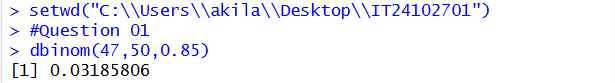 > setwd("C:\\Users\\akila\\Desktop\\IT24102701")
> #Question 01
> dbinom(47,50,0.85)
[1] 0.03185806